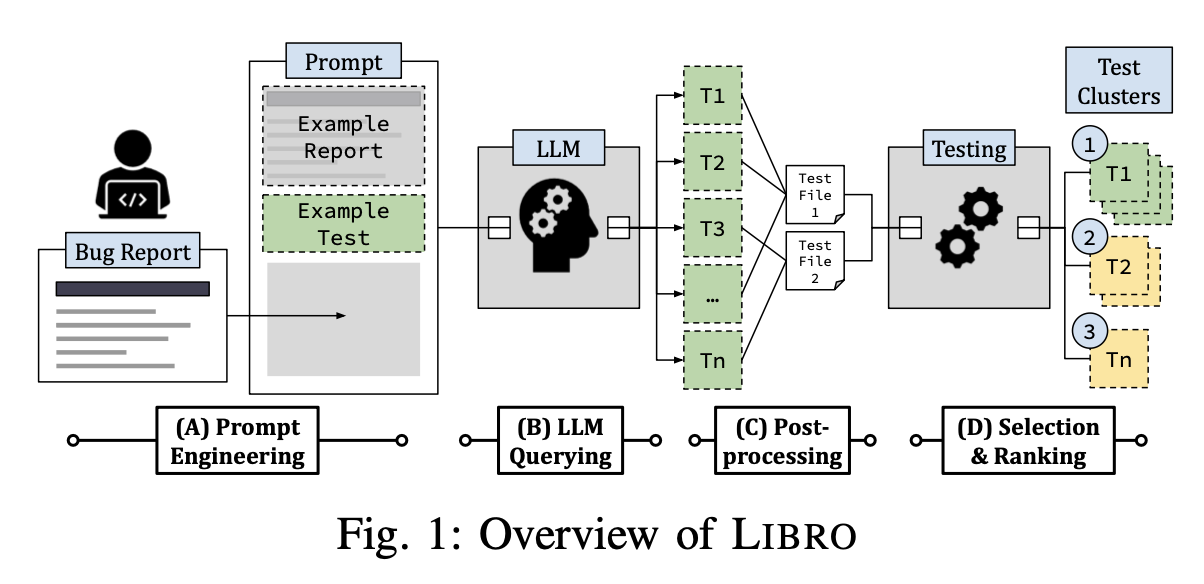 Prompt
Example
Report
Example
Test
</>
Bug Report
LLM
T1
T2
T3
...
Tn
Test
File
1
Test
File
2
Testing
Test
Clusters
1
T1
2
T2
3
Tn
(A) Prompt
Engineering
(B) LLM
Querying
(C) Post-
processing
(D) Selection
& Ranking
Fig. 1: Overview of LIBRO